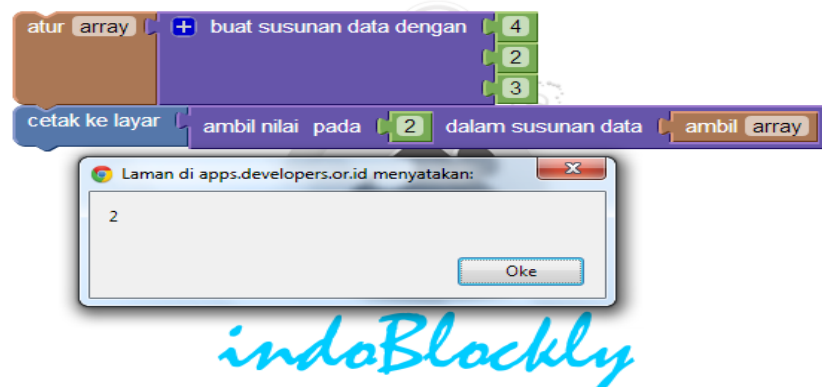 atur array buat susunan data dengan 4
2
3
cetak ke layar ambil nilai pada 2 dalam susunan data ambil array
Laman di apps.developers.or.id menyatakan:
2
Oke
indoBlockly